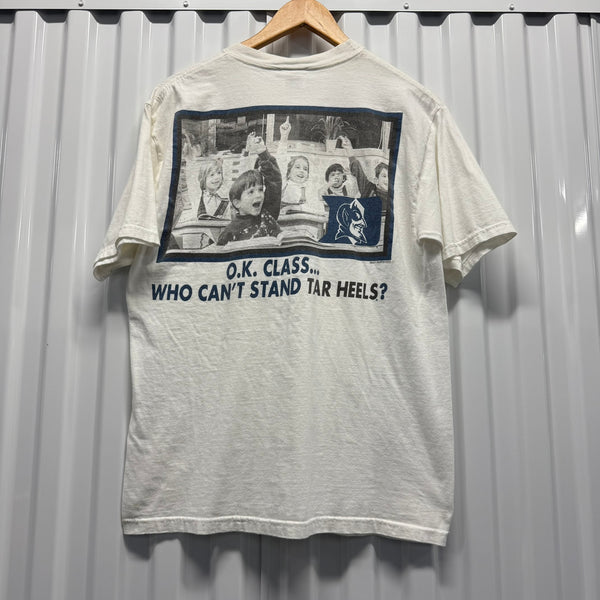 O.K. CLASS...
WHO CAN'T STAND TAR HEELS?